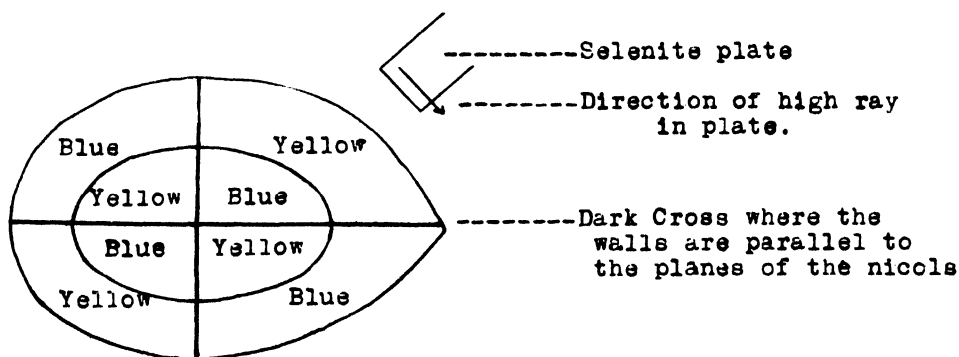 --------Selenite plate
--------Direction of high ray
in plate.
Blue
Yellow
Yellow
Blue
--------Dark Cross where the
walls are parallel to
the planes of the nicols
Blue
Yellow
Yellow
Blue